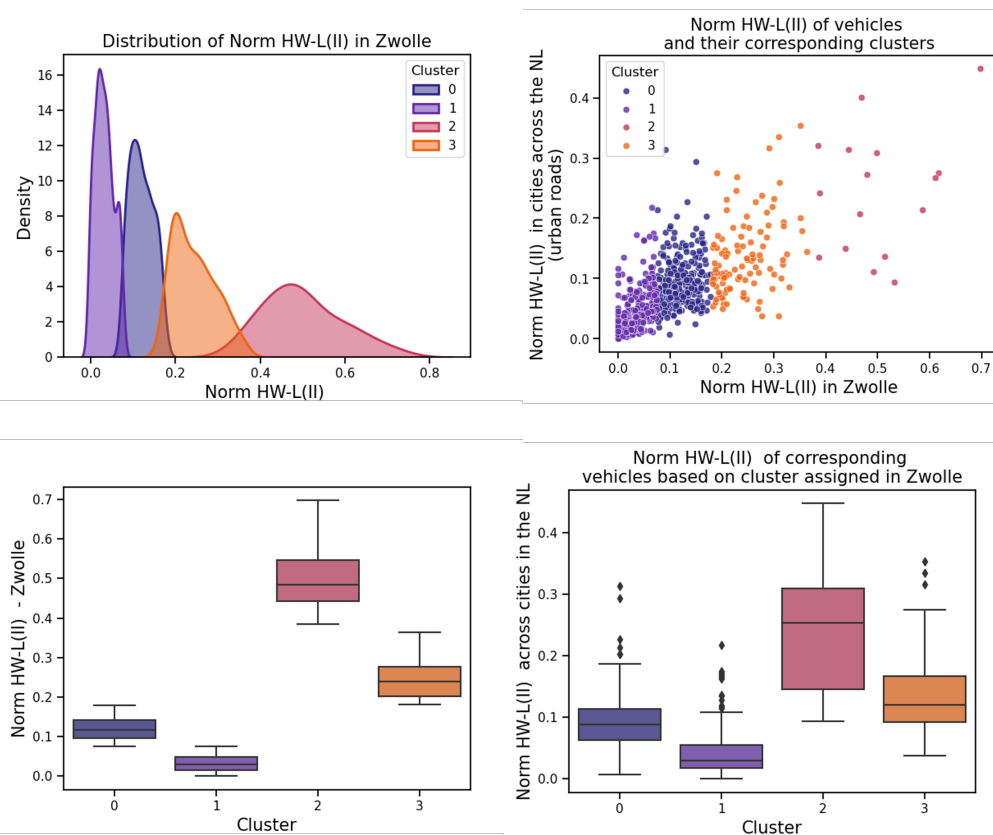 Distribution of Norm HW-L(II) in Zwolle
16
14
12
10
8
6
4
2
0
Density
Cluster
0
1
2
3
0.0 0.2 0.4 0.6 0.8
Norm HW-L(II)
Norm HW-L(II) of vehicles
and their corresponding clusters
Norm HW-L(II) in cities across the NL
(urban roads)
0.4
0.3
0.2
0.1
0.0
Cluster
0
1
2
3
0.0 0.1 0.2 0.3 0.4 0.5 0.6 0.7
Norm HW-L(II) in Zwolle
Norm HW-L(II) - Zwolle
0.7
0.6
0.5
0.4
0.3
0.2
0.1
0.0
0 1 2 3
Cluster
Norm HW-L(II) of corresponding
vehicles based on cluster assigned in Zwolle
Norm HW-L(II) across cities in the NL
0.4
0.3
0.2
0.1
0.0
0 1 2 3
Cluster